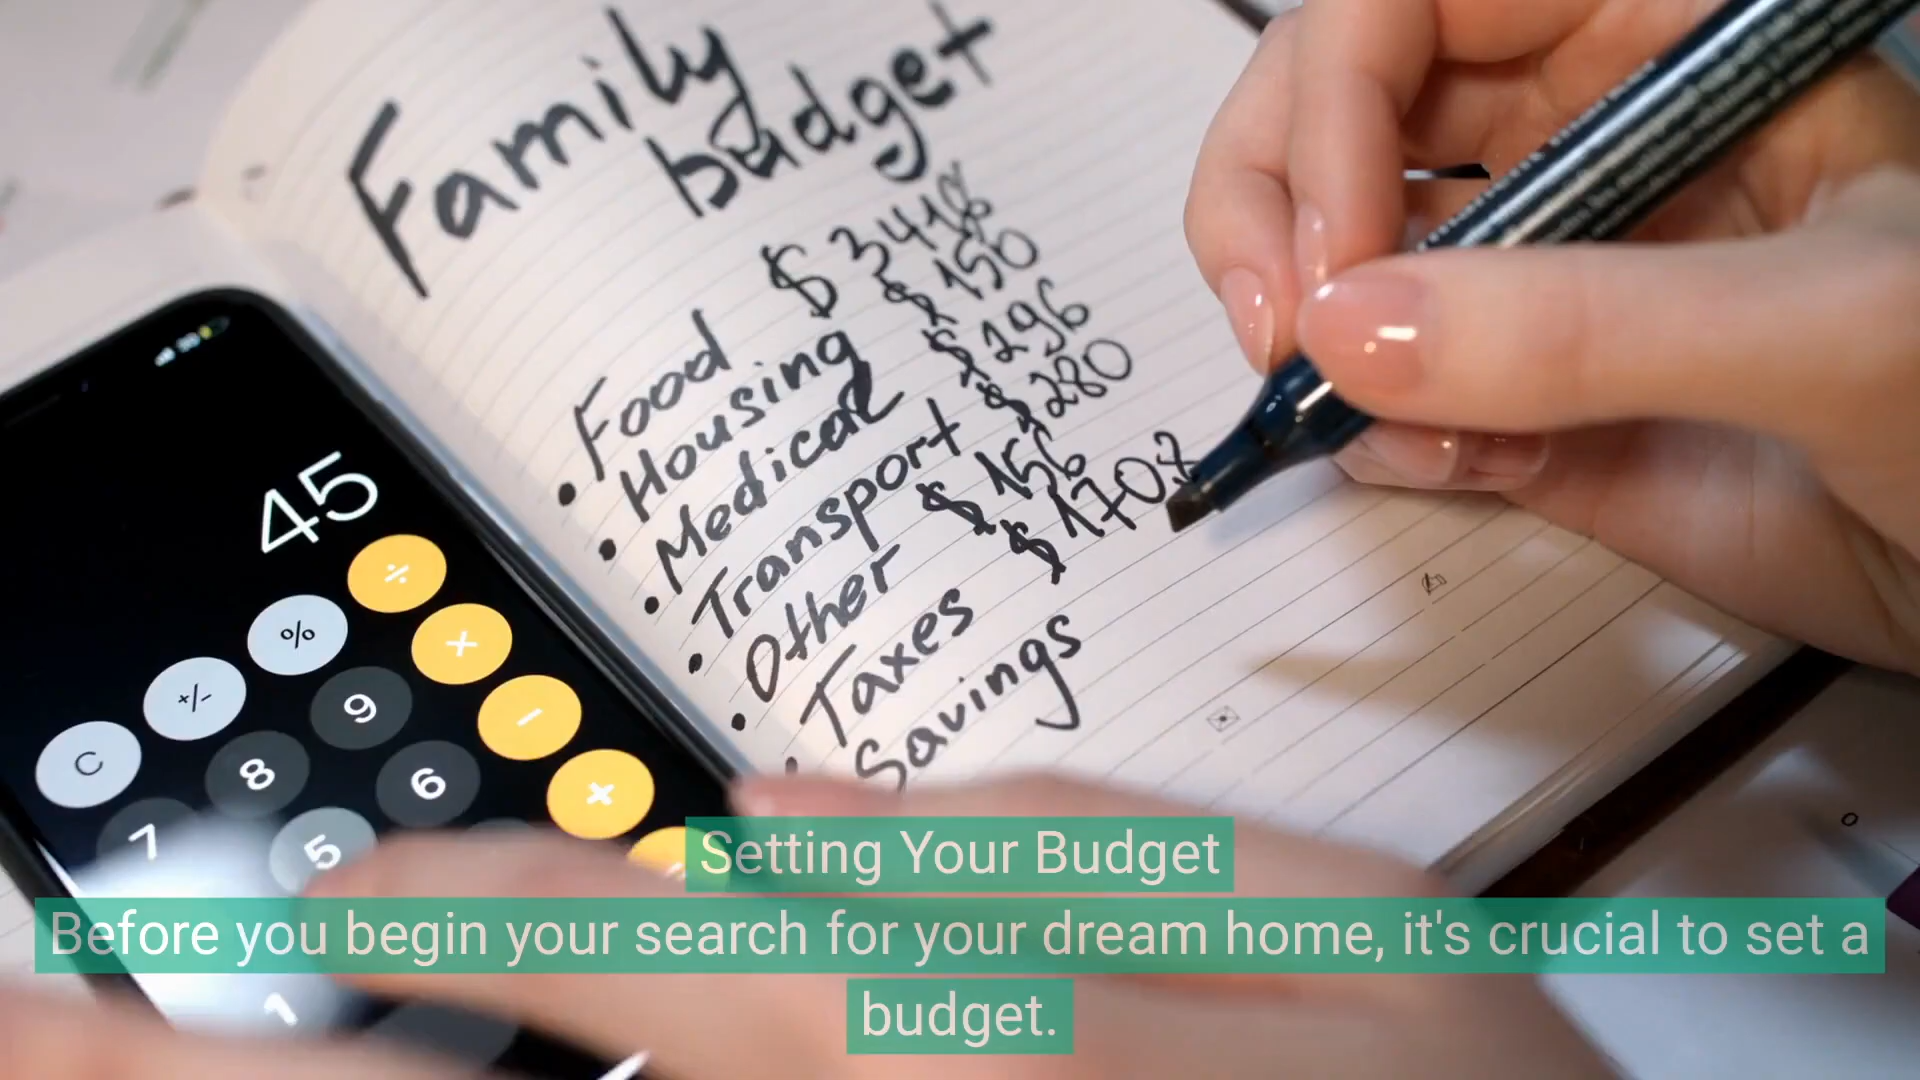 Family
budget
Food $ 3418
• Housing $ 150
• Medical $ 296
• Transport $ 280
• Other $ 156
• Taxes $ 1708
Savings
45
÷
C +/- % ×
7 8 9 −
5 6 +
1
Setting Your Budget
Before you begin your search for your dream home, it's crucial to set a
budget.